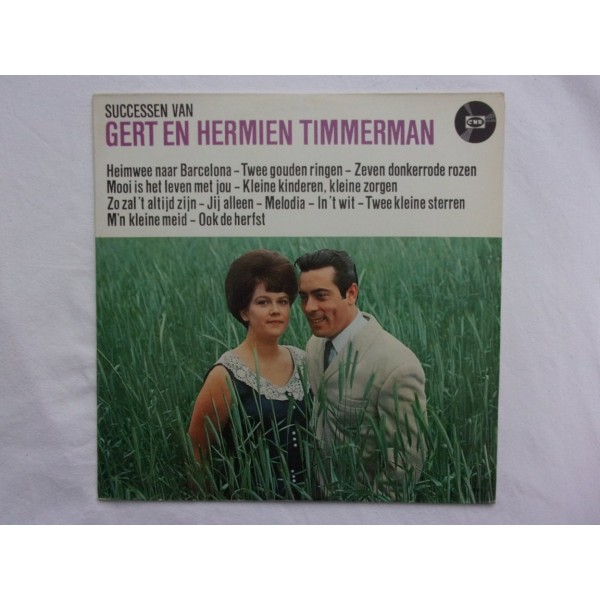 SUCCESSEN VAN
GERT EN HERMIEN TIMMERMAN
Heimwee naar Barcelona – Twee gouden ringen – Zeven donkerrode rozen
Mooi is het leven met jou – Kleine kinderen, kleine zorgen
Zo zal 't altijd zijn – Jij alleen – Melodia – In 't wit – Twee kleine sterren
M'n kleine meid – Ook de herfst
CNR